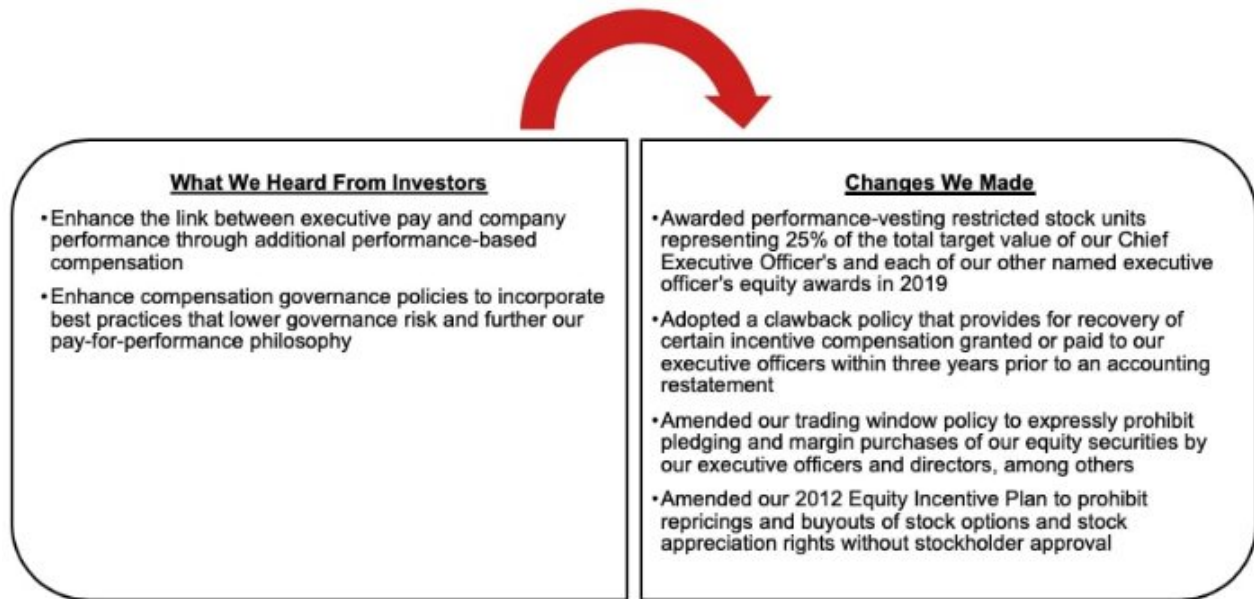 What We Heard From Investors
•Enhance the link between executive pay and company
performance through additional performance-based
compensation
•Enhance compensation governance policies to incorporate
best practices that lower governance risk and further our
pay-for-performance philosophy
Changes We Made
•Awarded performance-vesting restricted stock units
representing 25% of the total target value of our Chief
Executive Officer's and each of our other named executive
officer's equity awards in 2019
•Adopted a clawback policy that provides for recovery of
certain incentive compensation granted or paid to our
executive officers within three years prior to an accounting
restatement
•Amended our trading window policy to expressly prohibit
pledging and margin purchases of our equity securities by
our executive officers and directors, among others
•Amended our 2012 Equity Incentive Plan to prohibit
repricings and buyouts of stock options and stock
appreciation rights without stockholder approval